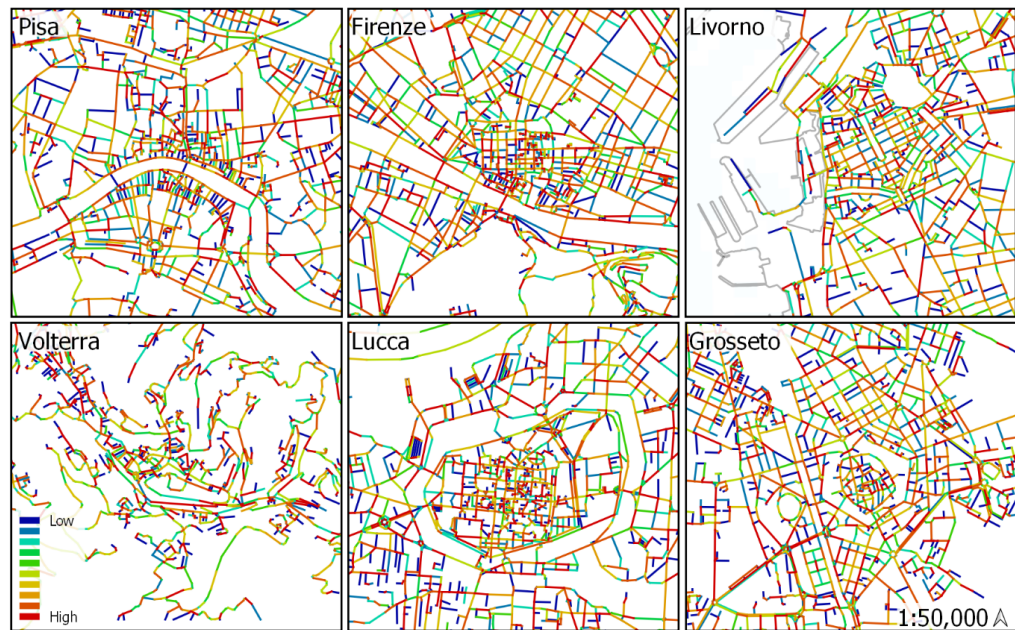 Pisa
Firenze
Livorno
Volterra
Lucca
Grosseto
Low
High
1:50,000